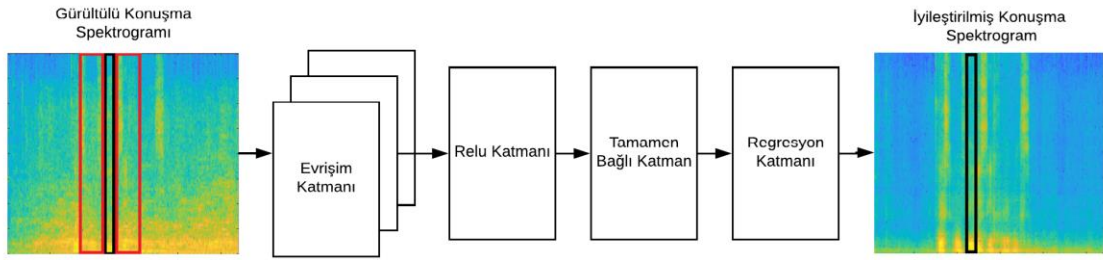 Gürültülü Konuşma
Spektrogramı
Evrişim
Katmanı
Relu Katmanı
Tamamen
Bağlı Katman
Regresyon
Katmanı
İyileştirilmiş Konuşma
Spektrogram